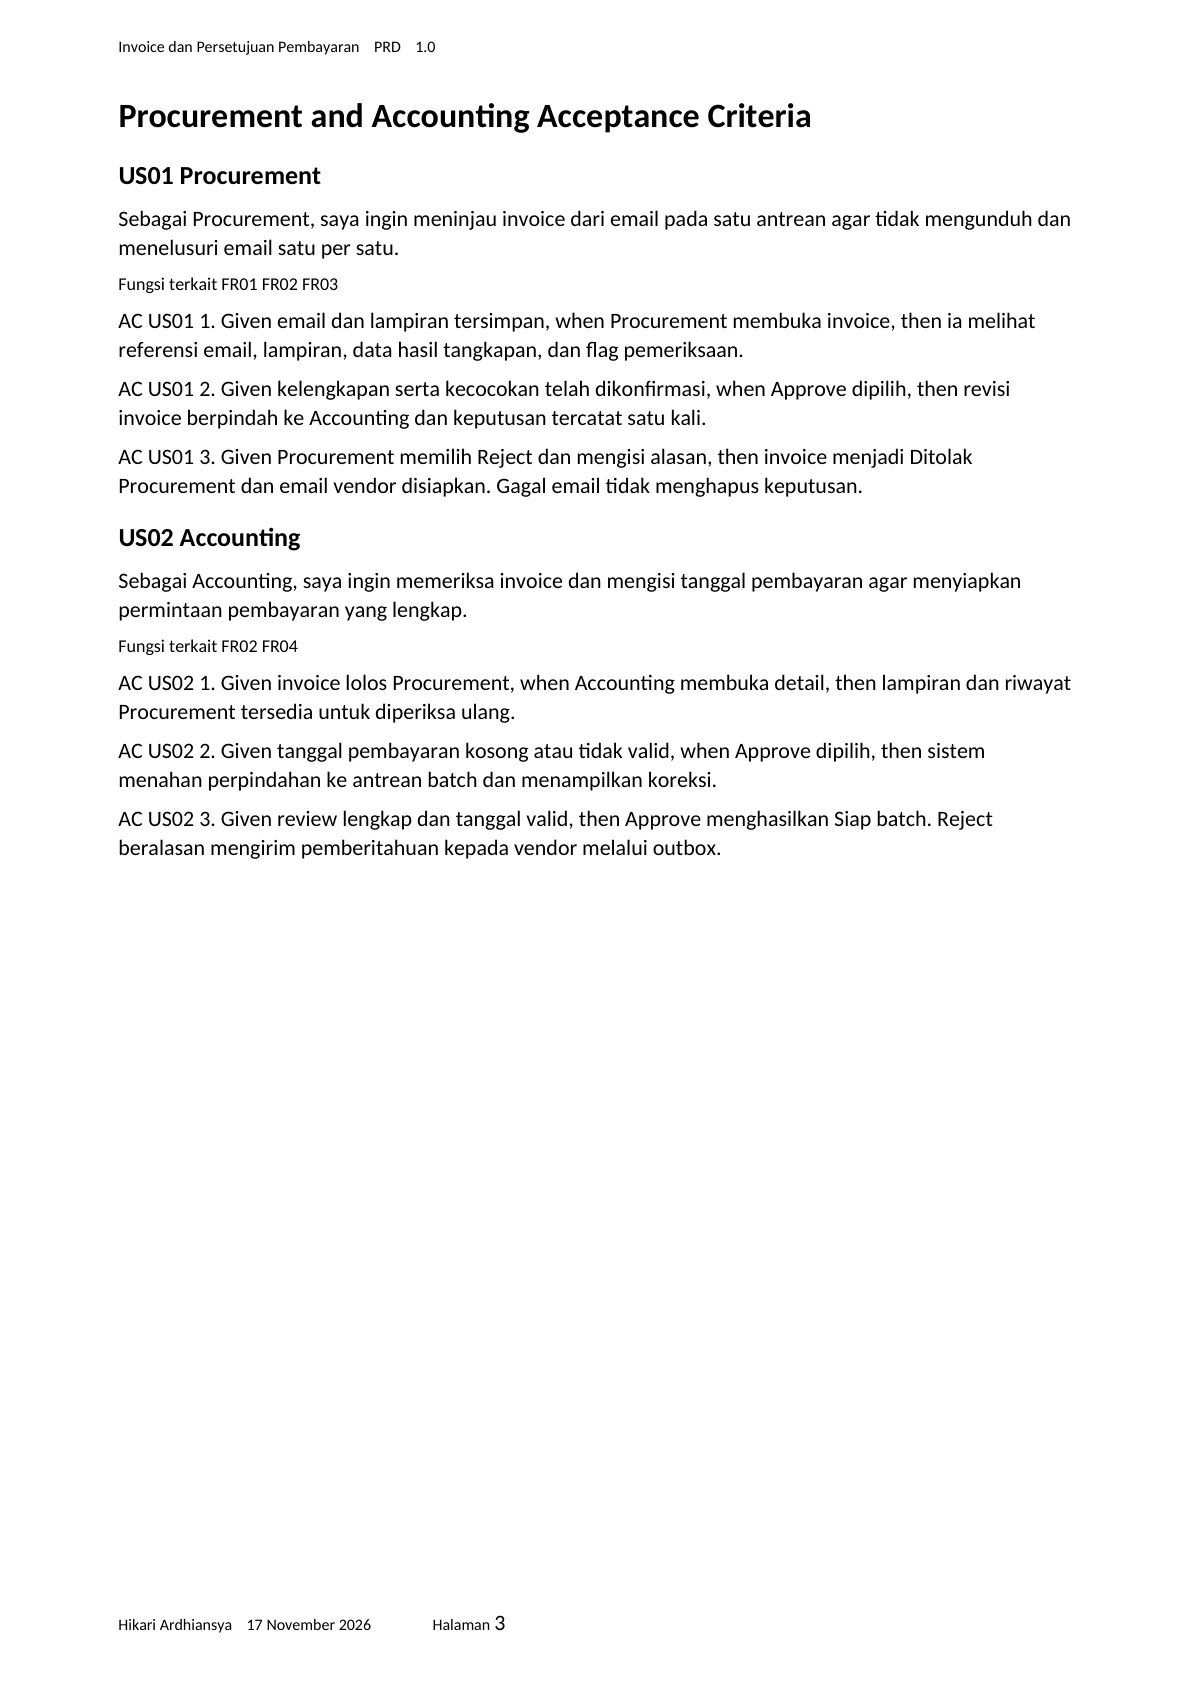 Invoice dan Persetujuan Pembayaran PRD 1.0
Procurement and Accounting Acceptance Criteria
US01 Procurement
Sebagai Procurement, saya ingin meninjau invoice dari email pada satu antrean agar tidak mengunduh dan
menelusuri email satu per satu.
Fungsi terkait FR01 FR02 FR03
AC US01 1. Given email dan lampiran tersimpan, when Procurement membuka invoice, then ia melihat
referensi email, lampiran, data hasil tangkapan, dan flag pemeriksaan.
AC US01 2. Given kelengkapan serta kecocokan telah dikonfirmasi, when Approve dipilih, then revisi
invoice berpindah ke Accounting dan keputusan tercatat satu kali.
AC US01 3. Given Procurement memilih Reject dan mengisi alasan, then invoice menjadi Ditolak
Procurement dan email vendor disiapkan. Gagal email tidak menghapus keputusan.
US02 Accounting
Sebagai Accounting, saya ingin memeriksa invoice dan mengisi tanggal pembayaran agar menyiapkan
permintaan pembayaran yang lengkap.
Fungsi terkait FR02 FR04
AC US02 1. Given invoice lolos Procurement, when Accounting membuka detail, then lampiran dan riwayat
Procurement tersedia untuk diperiksa ulang.
AC US02 2. Given tanggal pembayaran kosong atau tidak valid, when Approve dipilih, then sistem
menahan perpindahan ke antrean batch dan menampilkan koreksi.
AC US02 3. Given review lengkap dan tanggal valid, then Approve menghasilkan Siap batch. Reject
beralasan mengirim pemberitahuan kepada vendor melalui outbox.
Hikari Ardhiansya 17 November 2026 Halaman 3